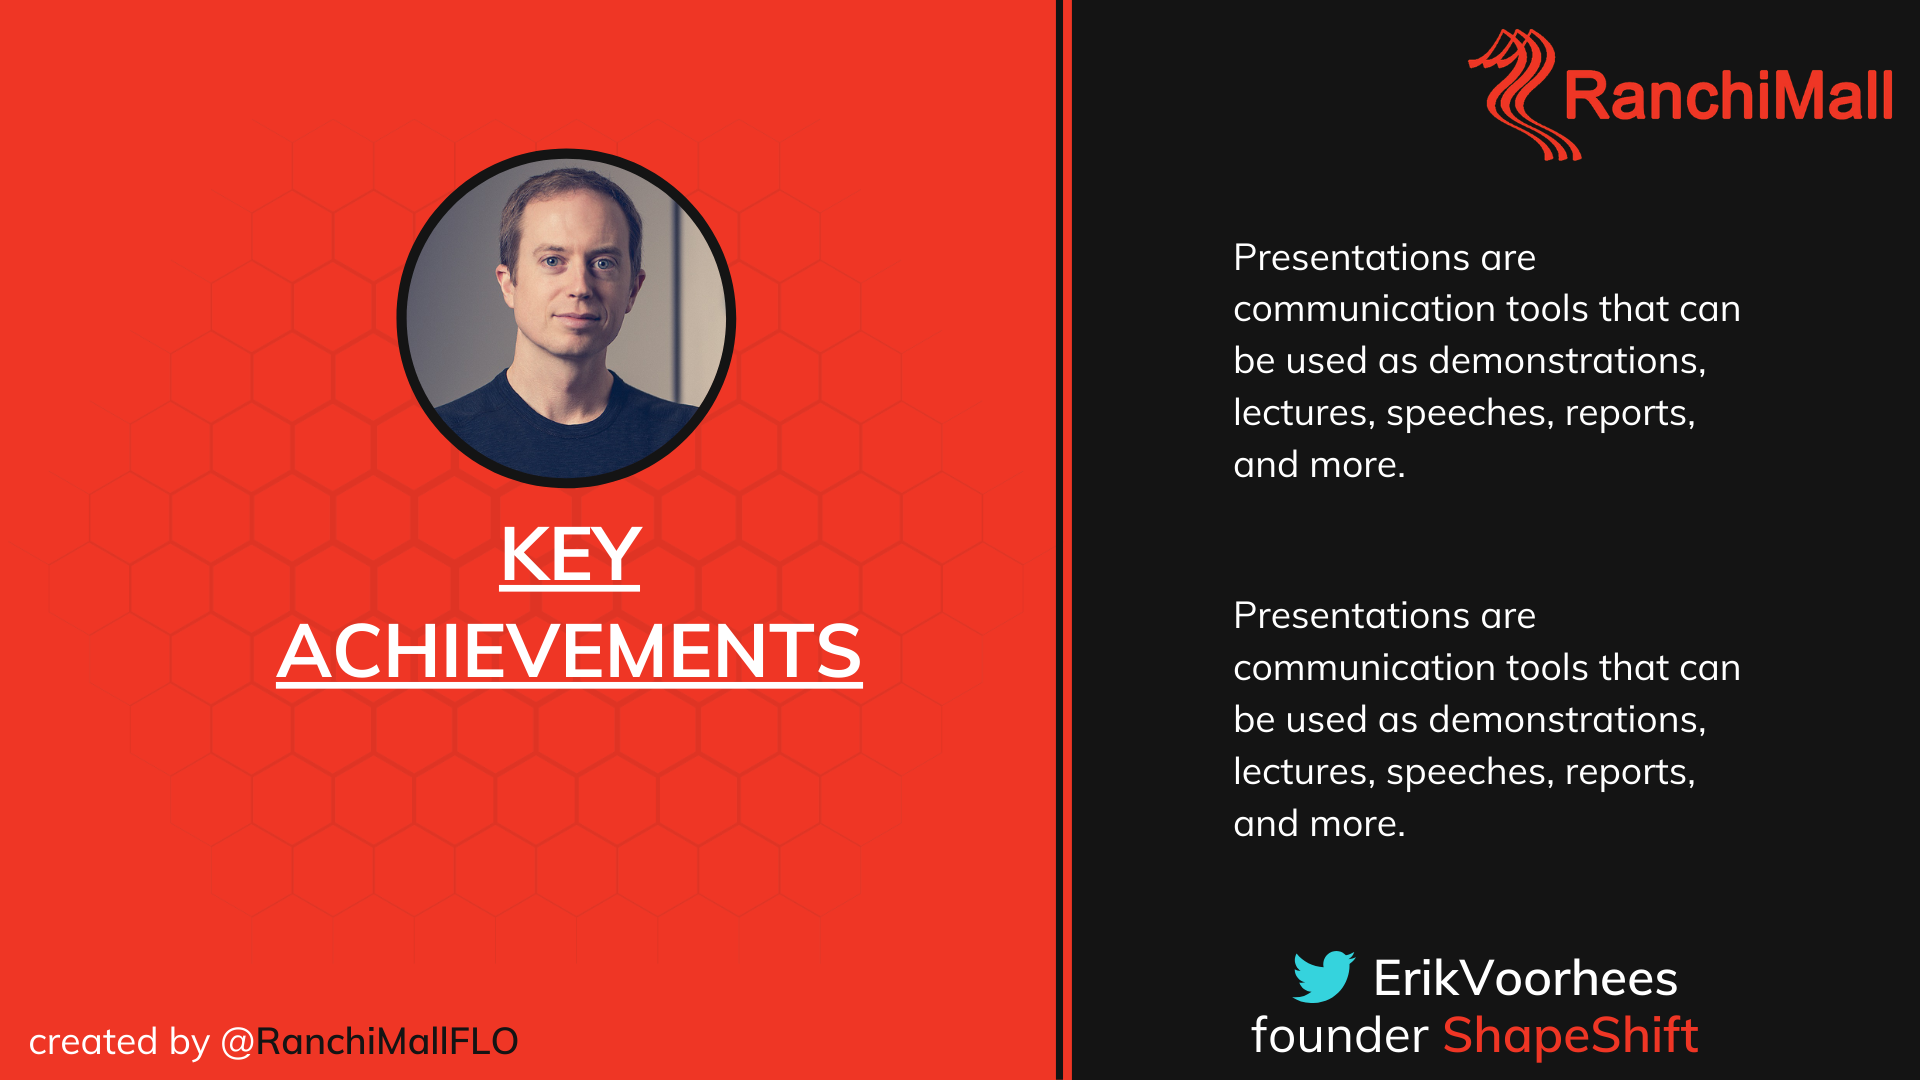 KEY
ACHIEVEMENTS
created by @RanchiMallFLO
RanchiMall
Presentations are
communication tools that can
be used as demonstrations,
lectures, speeches, reports,
and more.
Presentations are
communication tools that can
be used as demonstrations,
lectures, speeches, reports,
and more.
ErikVoorhees
founder ShapeShift